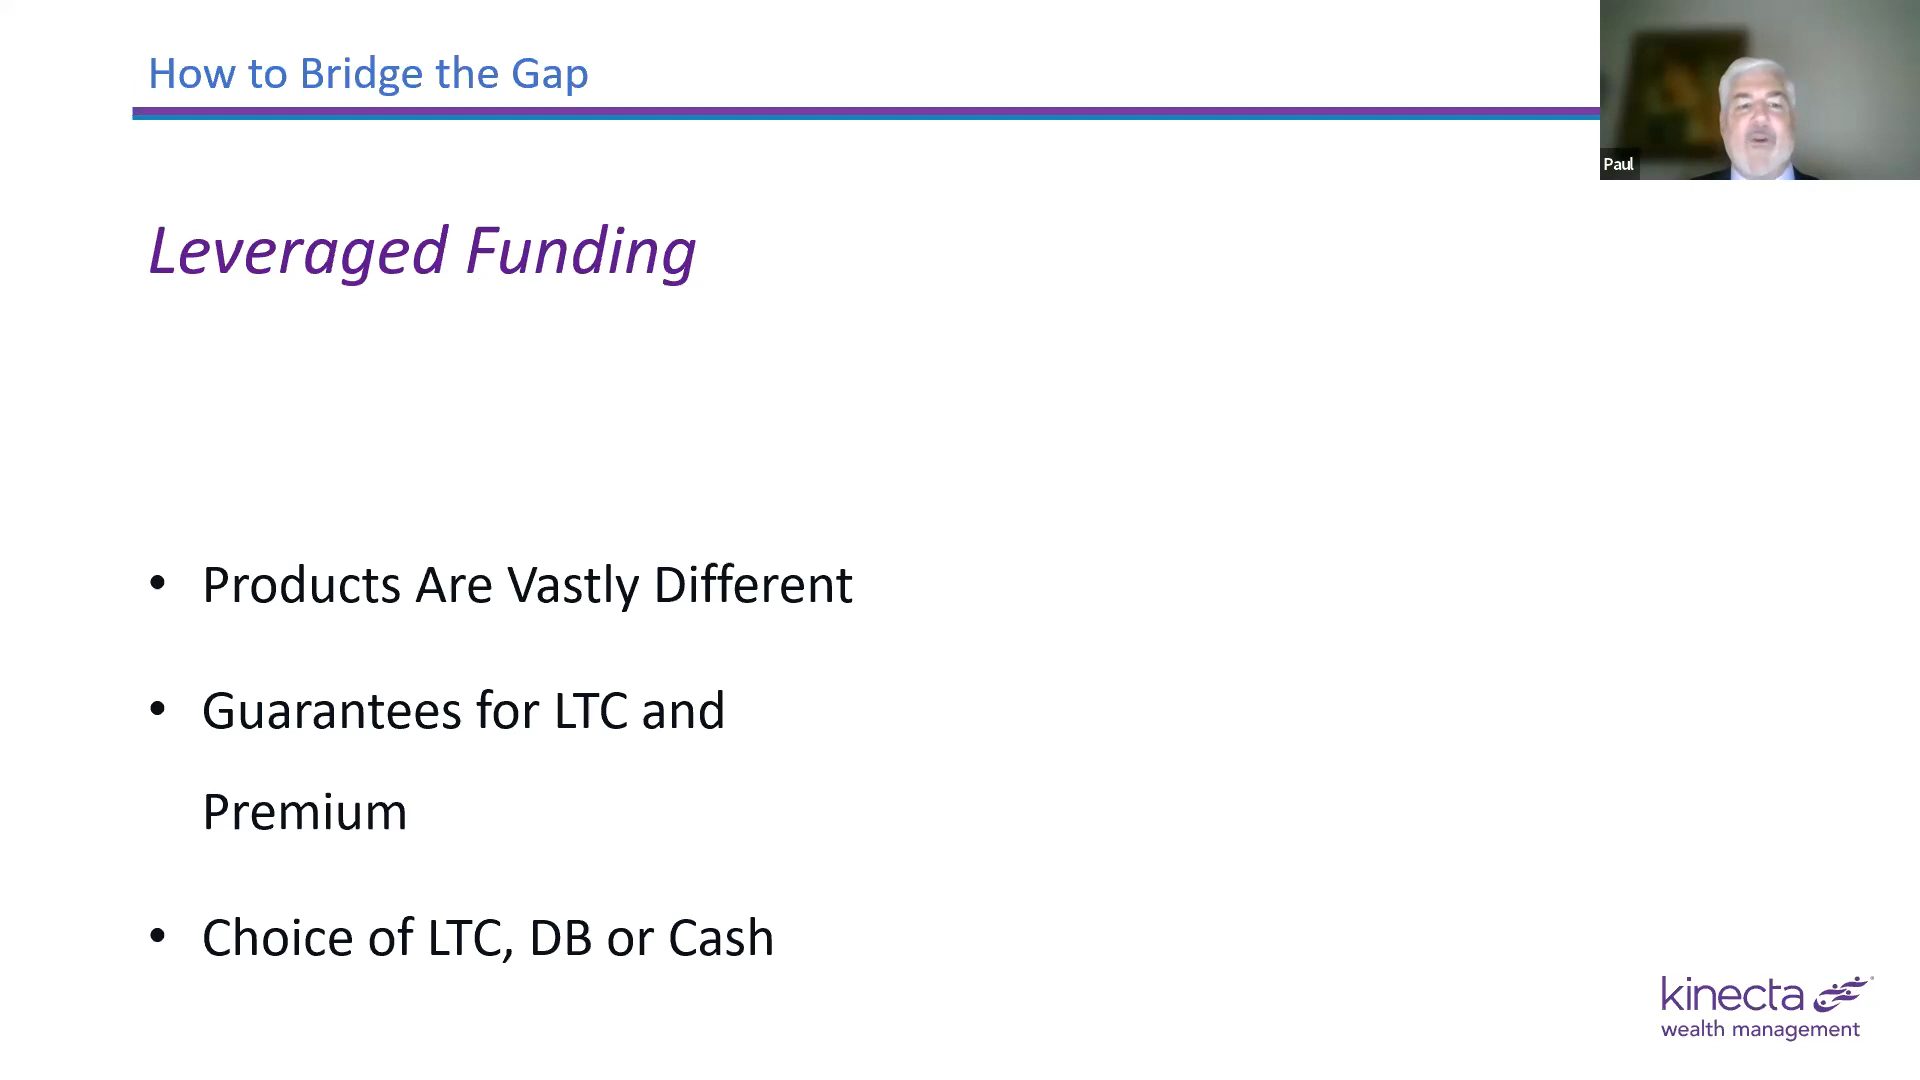 How to Bridge the Gap
Paul
Leveraged Funding
• Products Are Vastly Different
• Guarantees for LTC and
Premium
• Choice of LTC, DB or Cash
kinecta
wealth management